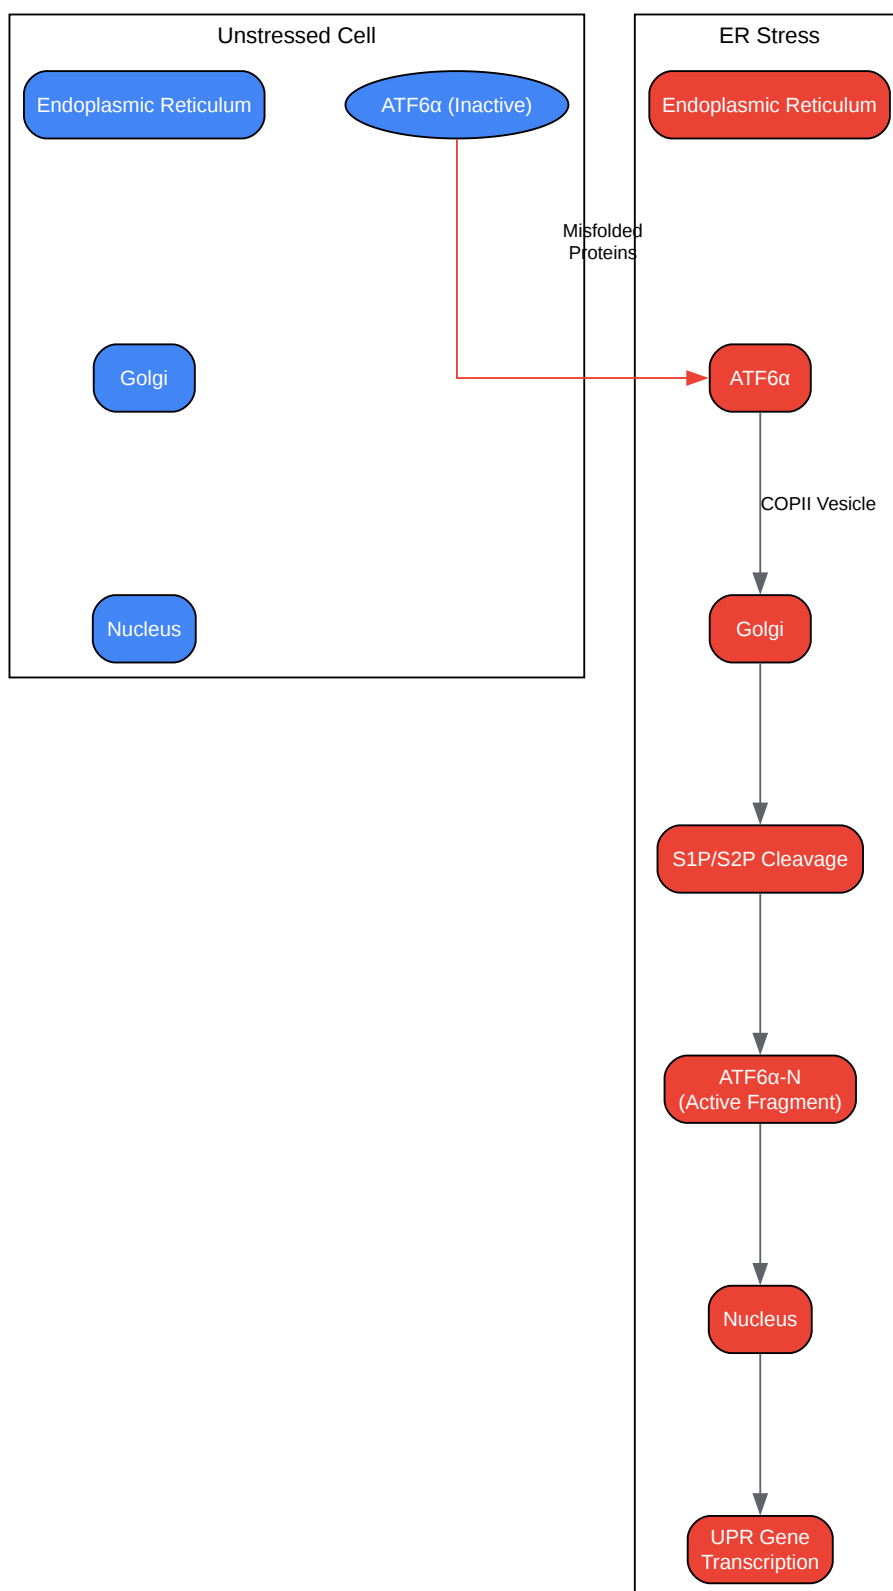 Unstressed Cell
Endoplasmic Reticulum
ATF6α (Inactive)
Golgi
Nucleus
Misfolded
Proteins
ER Stress
Endoplasmic Reticulum
ATF6α
COPII Vesicle
Golgi
S1P/S2P Cleavage
ATF6α-N
(Active Fragment)
Nucleus
UPR Gene
Transcription